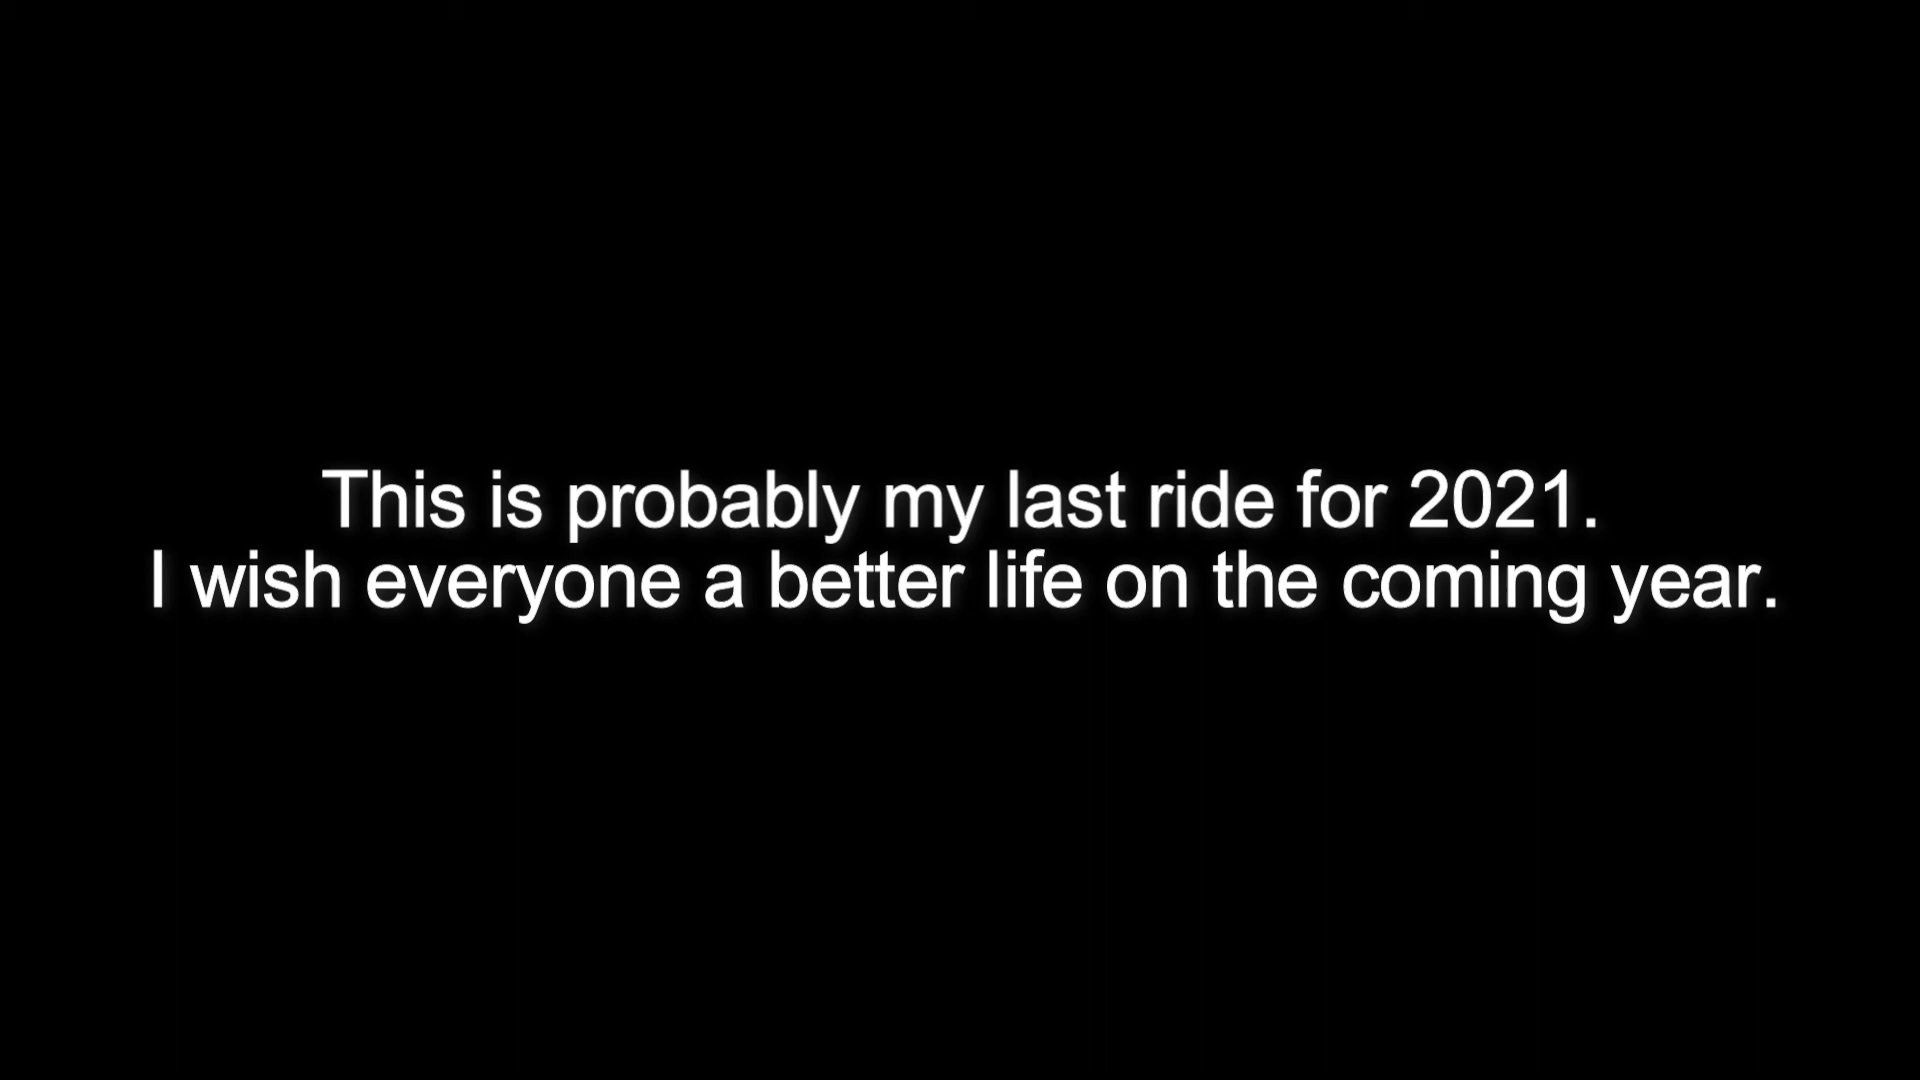 This is probably my last ride for 2021.
I wish everyone a better life on the coming year.